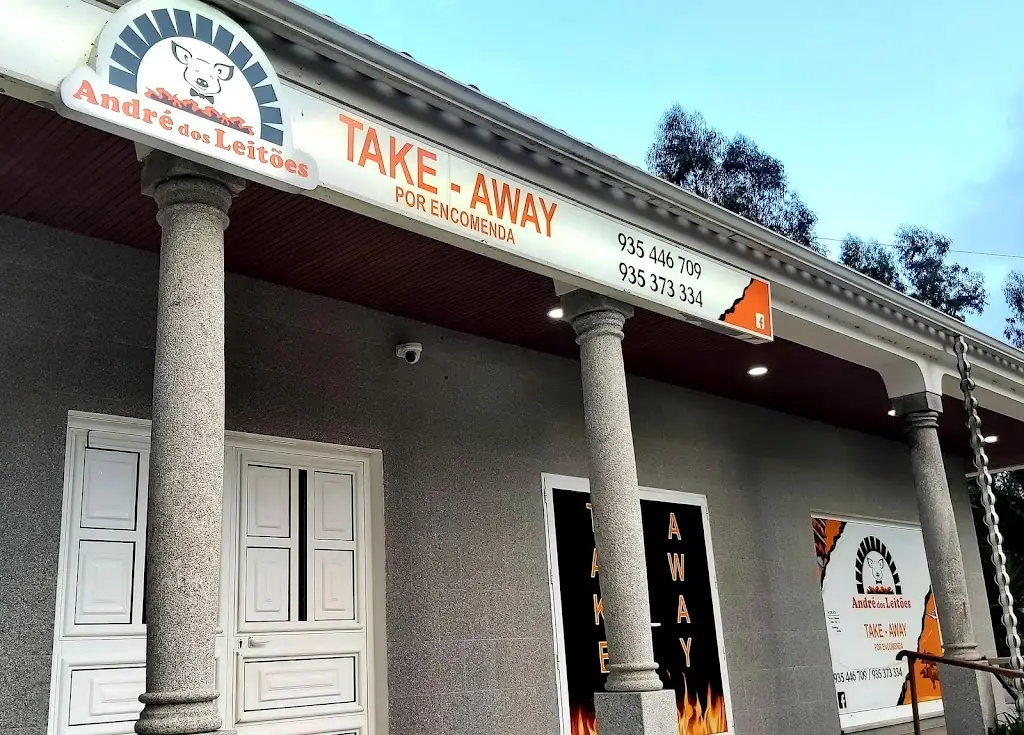 André dos Leitões
TAKE - AWAY
POR ENCOMENDA
935 446 709
935 373 334
f
TAKE
AWAY
André dos Leitões
TAKE - AWAY
POR ENCOMENDA
935 446 709 / 935 373 334
f